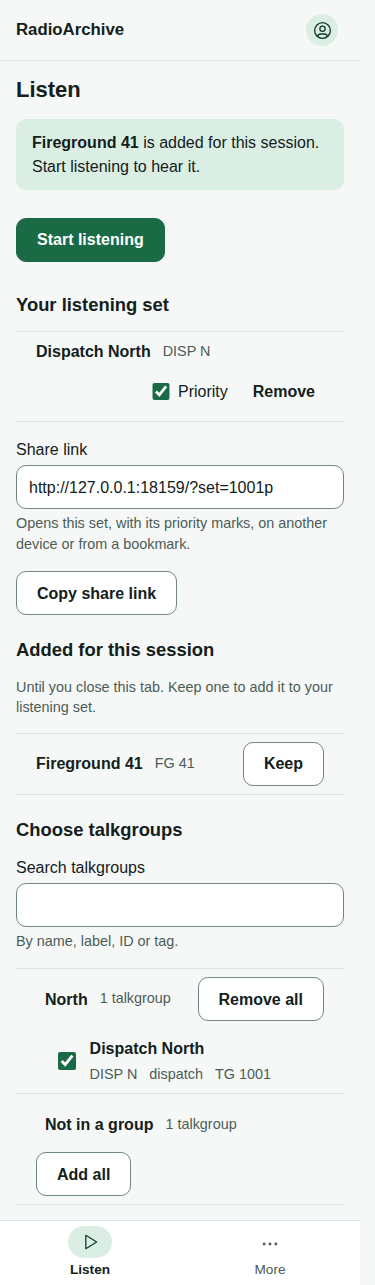 RadioArchive
Listen
Fireground 41 is added for this session.
Start listening to hear it.
Start listening
Your listening set
Dispatch North DISP N
Priority Remove
Share link
http://127.0.0.1:18159/?set=1001p
Opens this set, with its priority marks, on another
device or from a bookmark.
Copy share link
Added for this session
Until you close this tab. Keep one to add it to your
listening set.
Fireground 41 FG 41 Keep
Choose talkgroups
Search talkgroups
By name, label, ID or tag.
North 1 talkgroup Remove all
Dispatch North
DISP N dispatch TG 1001
Not in a group 1 talkgroup
Add all
Listen More